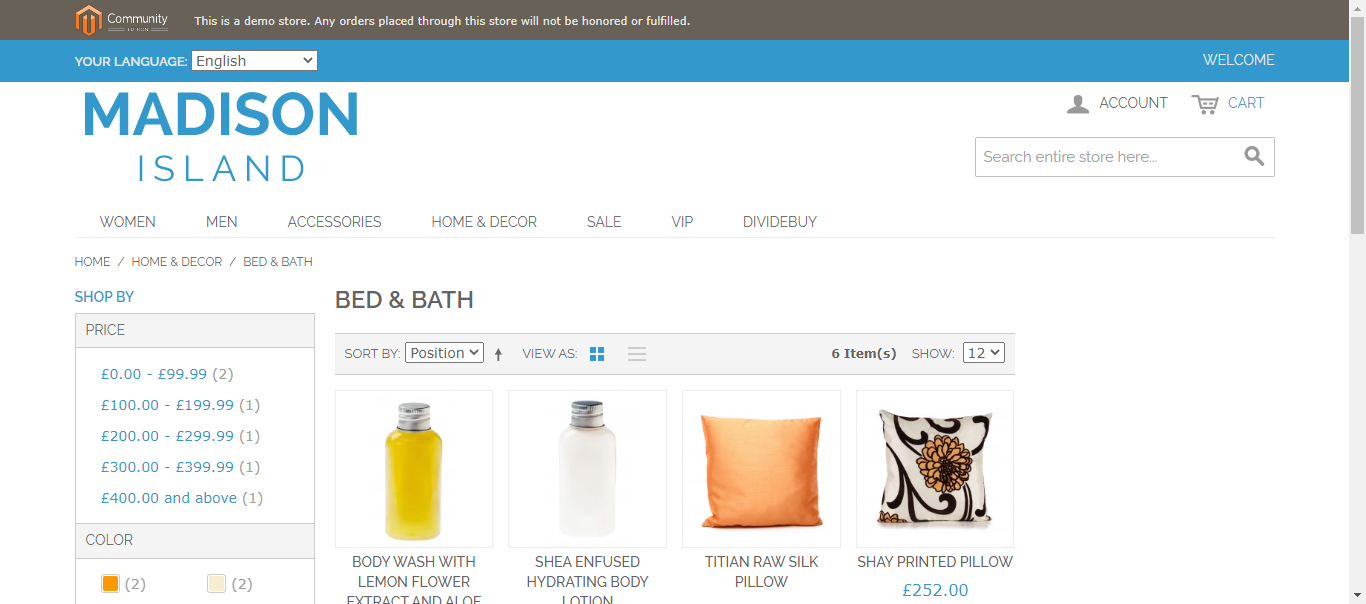 Community
This is a demo store. Any orders placed through this store will not be honored or fulfilled.
YOUR LANGUAGE: English
WELCOME
MADISON
ISLAND
ACCOUNT
CART
Search entire store here...
WOMEN MEN ACCESSORIES HOME & DECOR SALE VIP DIVIDEBUY
HOME / HOME & DECOR / BED & BATH
SHOP BY
PRICE
£0.00 - £99.99 (2)
£100.00 - £199.99 (1)
£200.00 - £299.99 (1)
£300.00 - £399.99 (1)
£400.00 and above (1)
COLOR
(2) (2)
BED & BATH
SORT BY: Position VIEW AS: 6 Item(s) SHOW: 12
BODY WASH WITH
LEMON FLOWER
EXTRACT AND ALOE
SHEA ENFUSED
HYDRATING BODY
LOTION
TITIAN RAW SILK
PILLOW
SHAY PRINTED PILLOW
£252.00